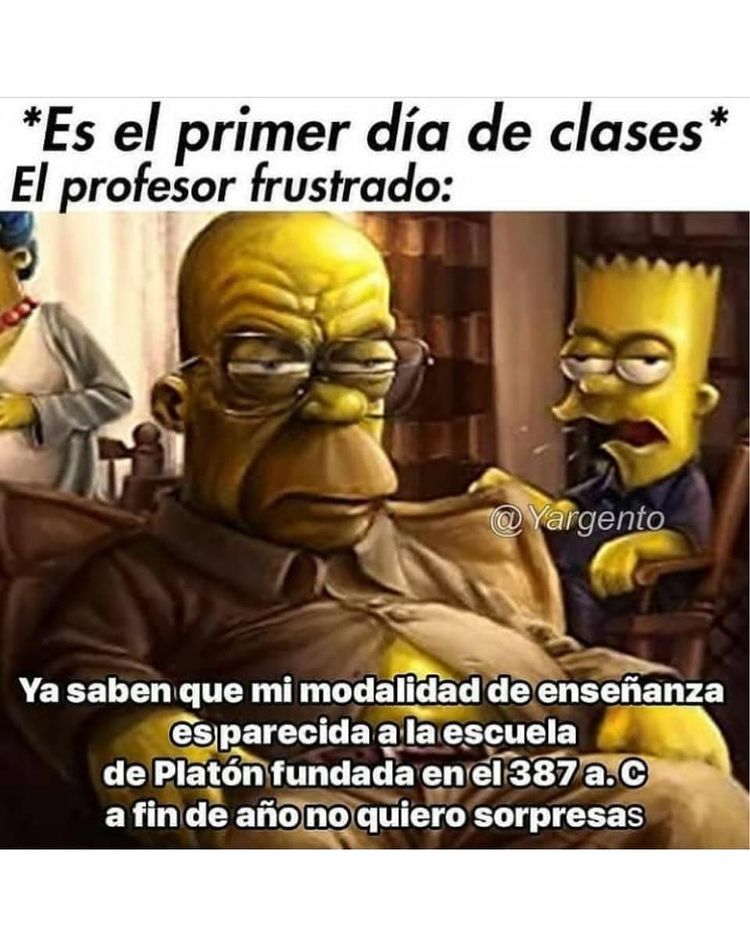 *Es el primer día de clases*
El profesor frustrado:
@Yargento
Ya saben que mi modalidad de enseñanza
es parecida a la escuela
de Platón fundada en el 387 a.C
a fin de año no quiero sorpresas